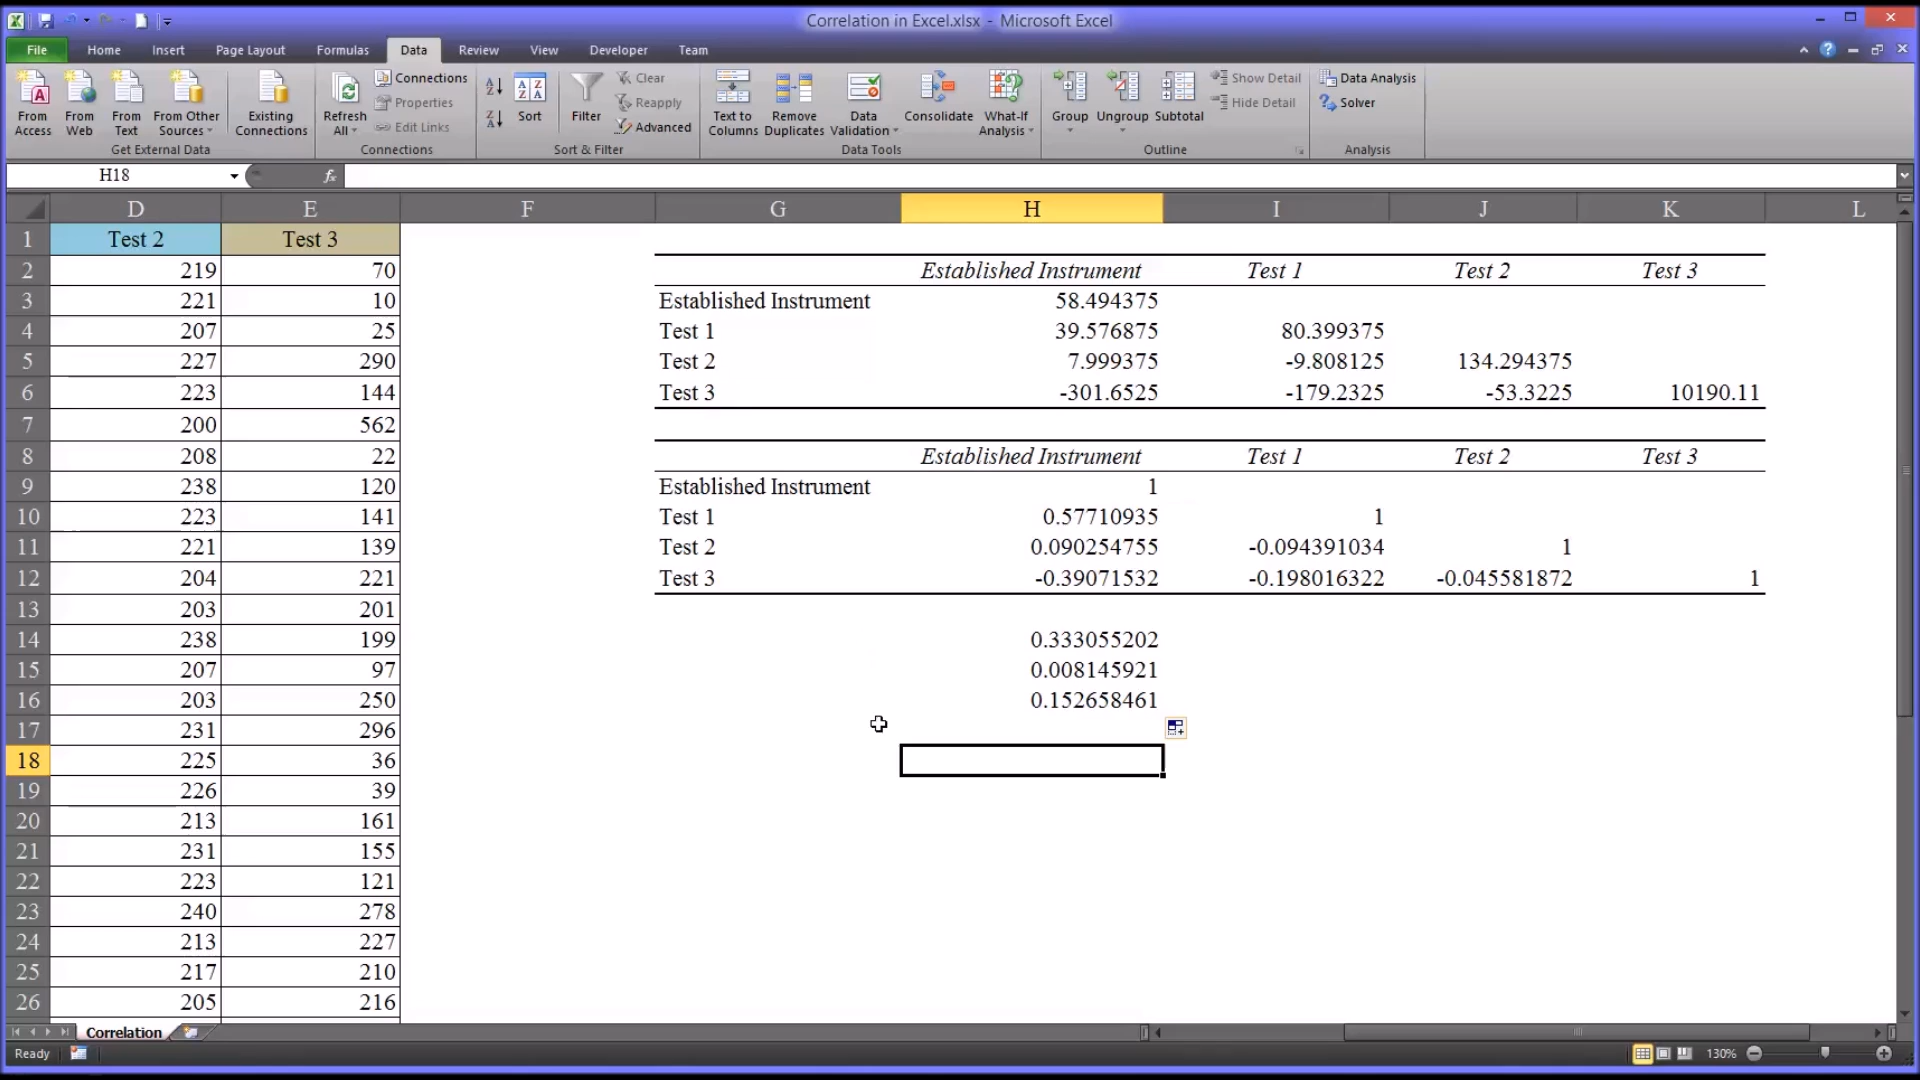 Correlation in Excel.xlsx - Microsoft Excel
File Home Insert Page Layout Formulas Data Review View Developer Team
From Access
From Web
From Text
From Other Sources
Existing Connections
Get External Data
Refresh All
Connections
Properties
Edit Links
Connections
Sort
Filter
Clear
Reapply
Advanced
Sort & Filter
Text to Columns
Remove Duplicates
Data Validation
Consolidate
What-If Analysis
Data Tools
Group
Ungroup
Subtotal
Show Detail
Hide Detail
Outline
Data Analysis
Solver
Analysis
H18 fx
D E F G H I J K L
1 Test 2 Test 3
2 219 70 Established Instrument Test 1 Test 2 Test 3
3 221 10 Established Instrument 58.494375
4 207 25 Test 1 39.576875 80.399375
5 227 290 Test 2 7.999375 -9.808125 134.294375
6 223 144 Test 3 -301.6525 -179.2325 -53.3225 10190.11
7 200 562
8 208 22 Established Instrument Test 1 Test 2 Test 3
9 238 120 Established Instrument 1
10 223 141 Test 1 0.57710935 1
11 221 139 Test 2 0.090254755 -0.094391034 1
12 204 221 Test 3 -0.39071532 -0.198016322 -0.045581872 1
13 203 201
14 238 199 0.333055202
15 207 97 0.008145921
16 203 250 0.152658461
17 231 296
18 225 36
19 226 39
20 213 161
21 231 155
22 223 121
23 240 278
24 213 227
25 217 210
26 205 216
Correlation
Ready 130%